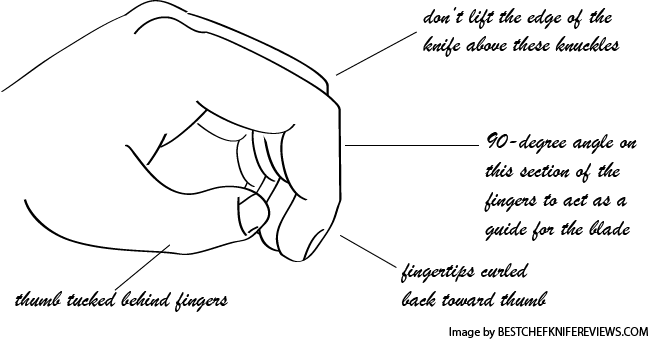 don't lift the edge of the
knife above these knuckles
90-degree angle on
this section of the
fingers to act as a
guide for the blade
fingertips curled
back toward thumb
thumb tucked behind fingers
Image by BESTCHEFKNIFEREVIEWS.COM